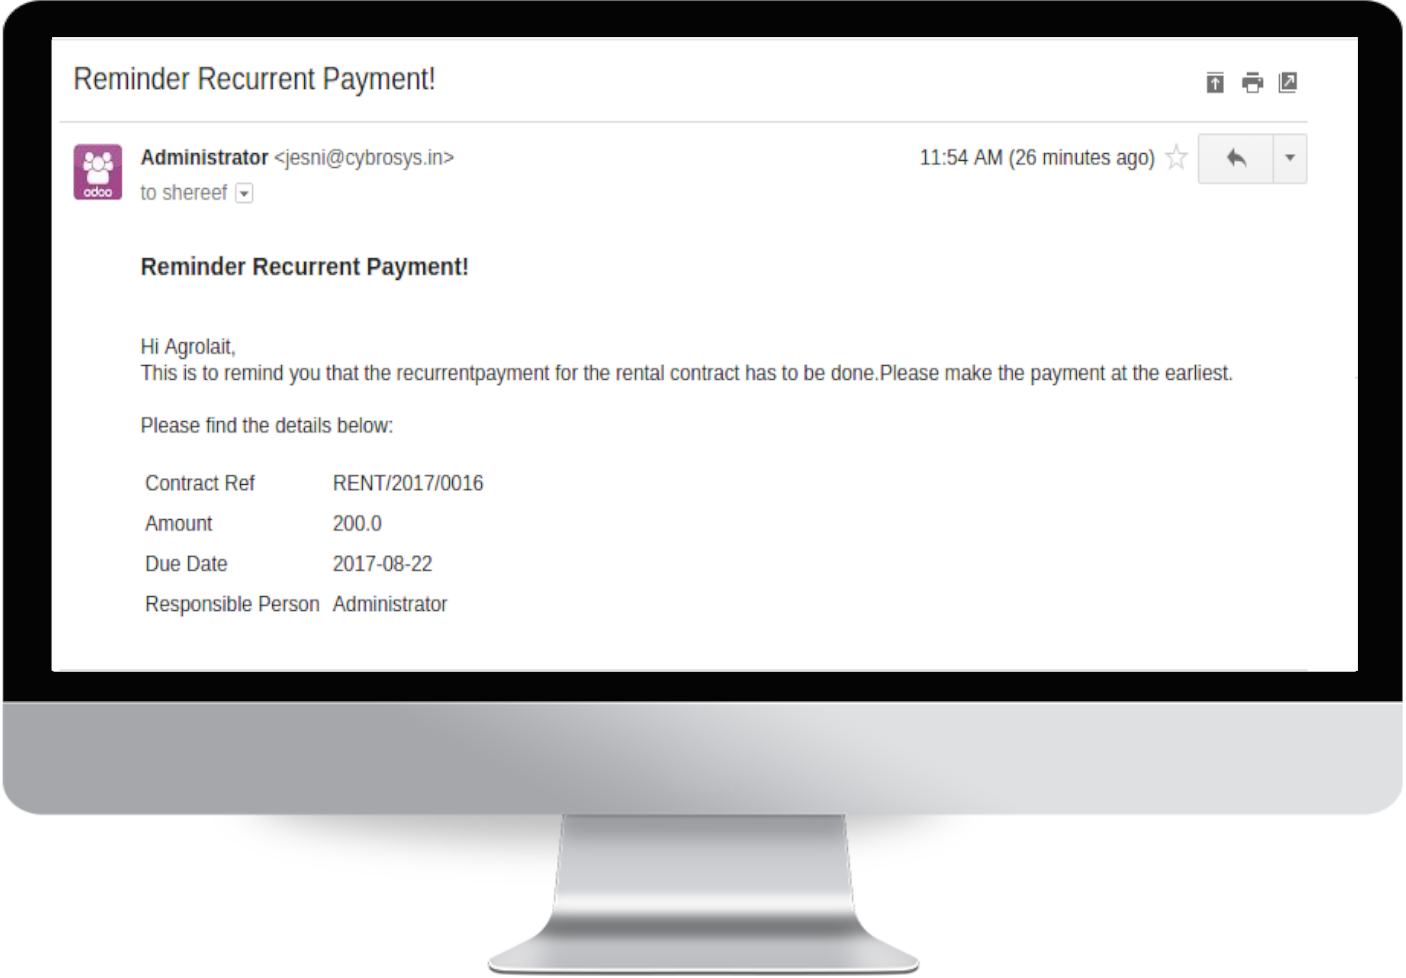 Reminder Recurrent Payment!
Administrator <jesni@cybrosys.in>
11:54 AM (26 minutes ago)
to shereef
odoo
Reminder Recurrent Payment!
Hi Agrolait,
This is to remind you that the recurrentpayment for the rental contract has to be done.Please make the payment at the earliest.
Please find the details below:
Contract Ref RENT/2017/0016
Amount 200.0
Due Date 2017-08-22
Responsible Person Administrator